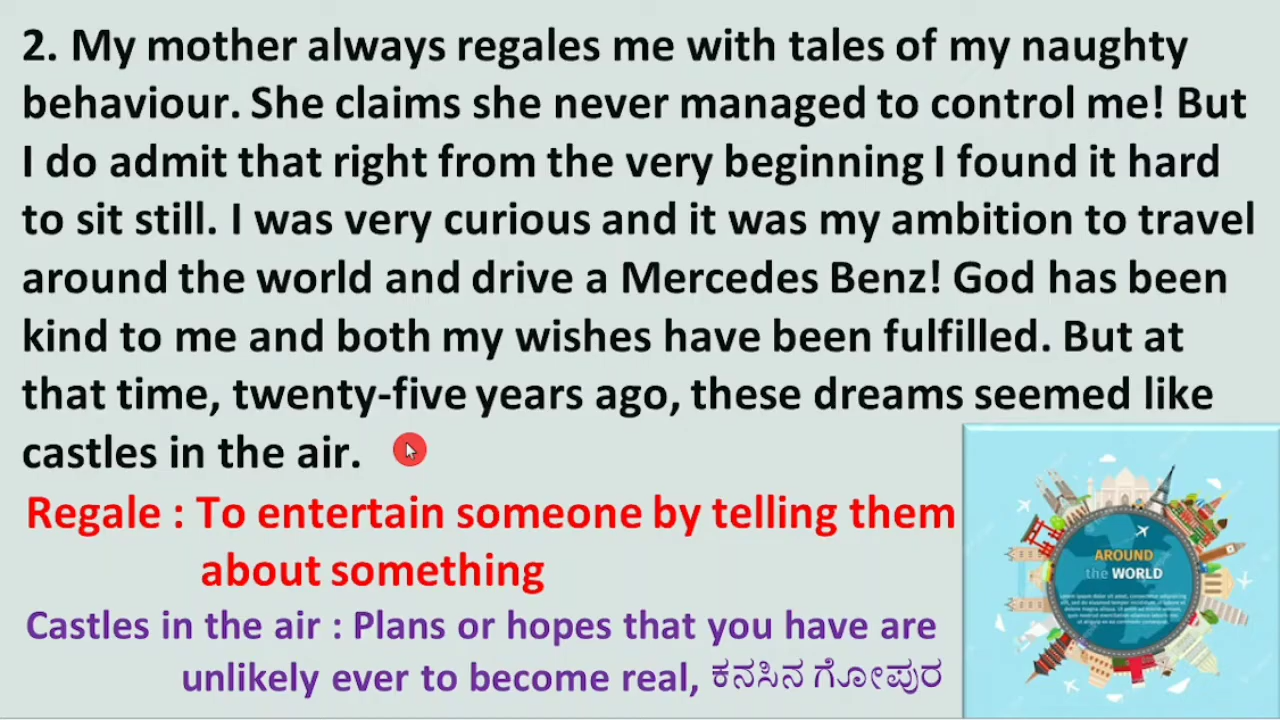 2. My mother always regales me with tales of my naughty
behaviour. She claims she never managed to control me! But
I do admit that right from the very beginning I found it hard
to sit still. I was very curious and it was my ambition to travel
around the world and drive a Mercedes Benz! God has been
kind to me and both my wishes have been fulfilled. But at
that time, twenty-five years ago, these dreams seemed like
castles in the air.
Regale : To entertain someone by telling them
about something
Castles in the air : Plans or hopes that you have are
unlikely ever to become real, ಕನಸಿನ ಗೋಪುರ
AROUND
the WORLD